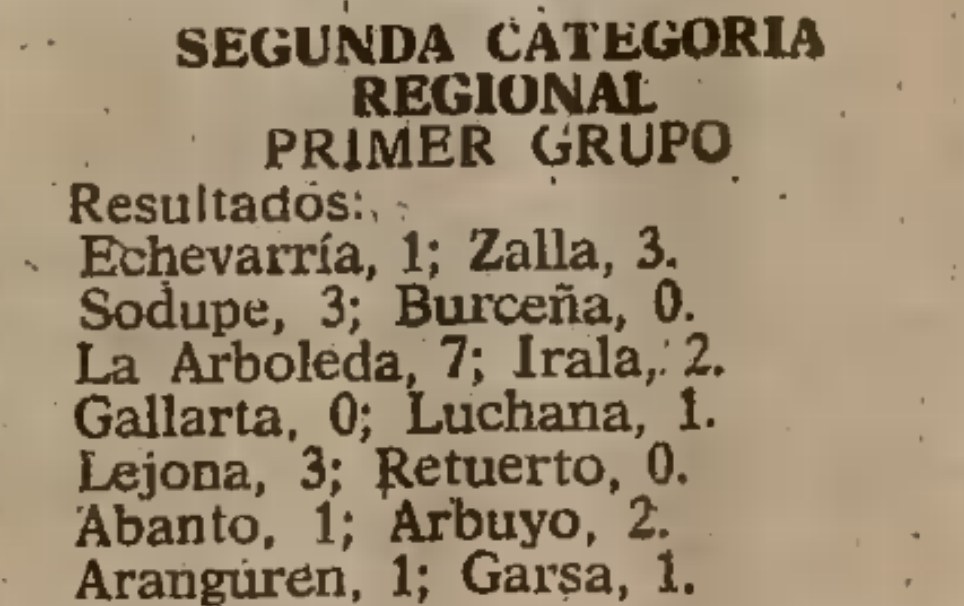 SEGUNDA CATEGORIA
REGIONAL
PRIMER GRUPO
Resultados:
Echevarría, 1; Zalla, 3.
Sodupe, 3; Burceña, 0.
La Arboleda, 7; Irala, 2.
Gallarta, 0; Luchana, 1.
Lejona, 3; Retuerto, 0.
Abanto, 1; Arbuyo, 2.
Aranguren, 1; Garsa, 1.